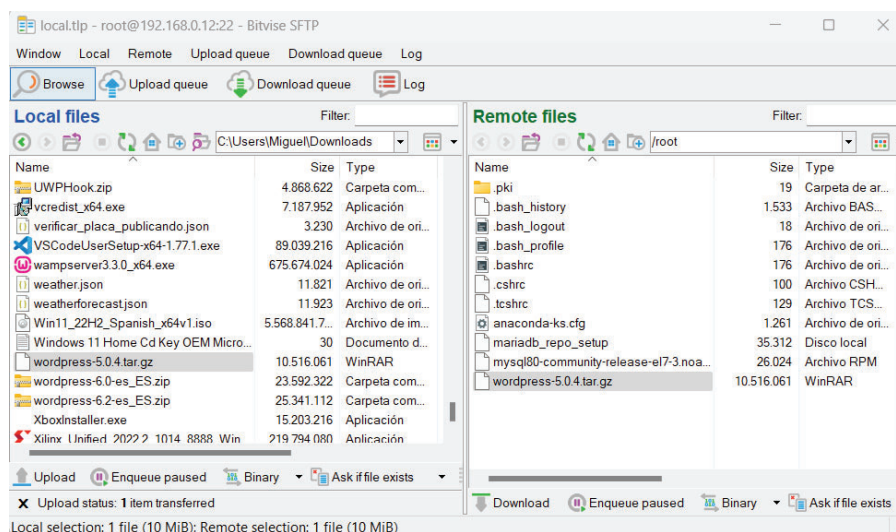 local.tlp - root@192.168.0.12:22 - Bitvise SFTP
Window Local Remote Upload queue Download queue Log
Browse Upload queue Download queue Log
Local files Filter:
C:\Users\Miguel\Downloads
Name Size Type
UWPHook.zip 4.868.622 Carpeta com...
vcredist_x64.exe 7.187.952 Aplicación
verificar_placa_publicando.json 3.230 Archivo de ori...
VSCodeUserSetup-x64-1.77.1.exe 89.039.216 Aplicación
wampserver3.3.0_x64.exe 675.674.024 Aplicación
weather.json 11.821 Archivo de ori...
weatherforecast.json 11.923 Archivo de ori...
Win11_22H2_Spanish_x64v1.iso 5.568.841.7... Archivo de im...
Windows 11 Home Cd Key OEM Micro... 30 Documento d...
wordpress-5.0.4.tar.gz 10.516.061 WinRAR
wordpress-6.0-es_ES.zip 23.592.322 Carpeta com...
wordpress-6.2-es_ES.zip 25.341.112 Carpeta com...
XboxInstaller.exe 15.203.216 Aplicación
Xilinx_Unified_2022.2_1014_8888_Win... 219.794.080 Aplicación
Upload Enqueue paused Binary Ask if file exists
Upload status: 1 item transferred
Remote files Filter:
/root
Name Size Type
.pki 19 Carpeta de ar...
.bash_history 1.533 Archivo BAS...
.bash_logout 18 Archivo de ori...
.bash_profile 176 Archivo de ori...
.bashrc 176 Archivo de ori...
.cshrc 100 Archivo CSH...
.tcshrc 129 Archivo TCS...
anaconda-ks.cfg 1.261 Archivo de ori...
mariadb_repo_setup 35.312 Disco local
mysql80-community-release-el7-3.noa... 26.024 Archivo RPM
wordpress-5.0.4.tar.gz 10.516.061 WinRAR
Download Enqueue paused Binary Ask if file exists
Local selection: 1 file (10 MiB); Remote selection: 1 file (10 MiB)